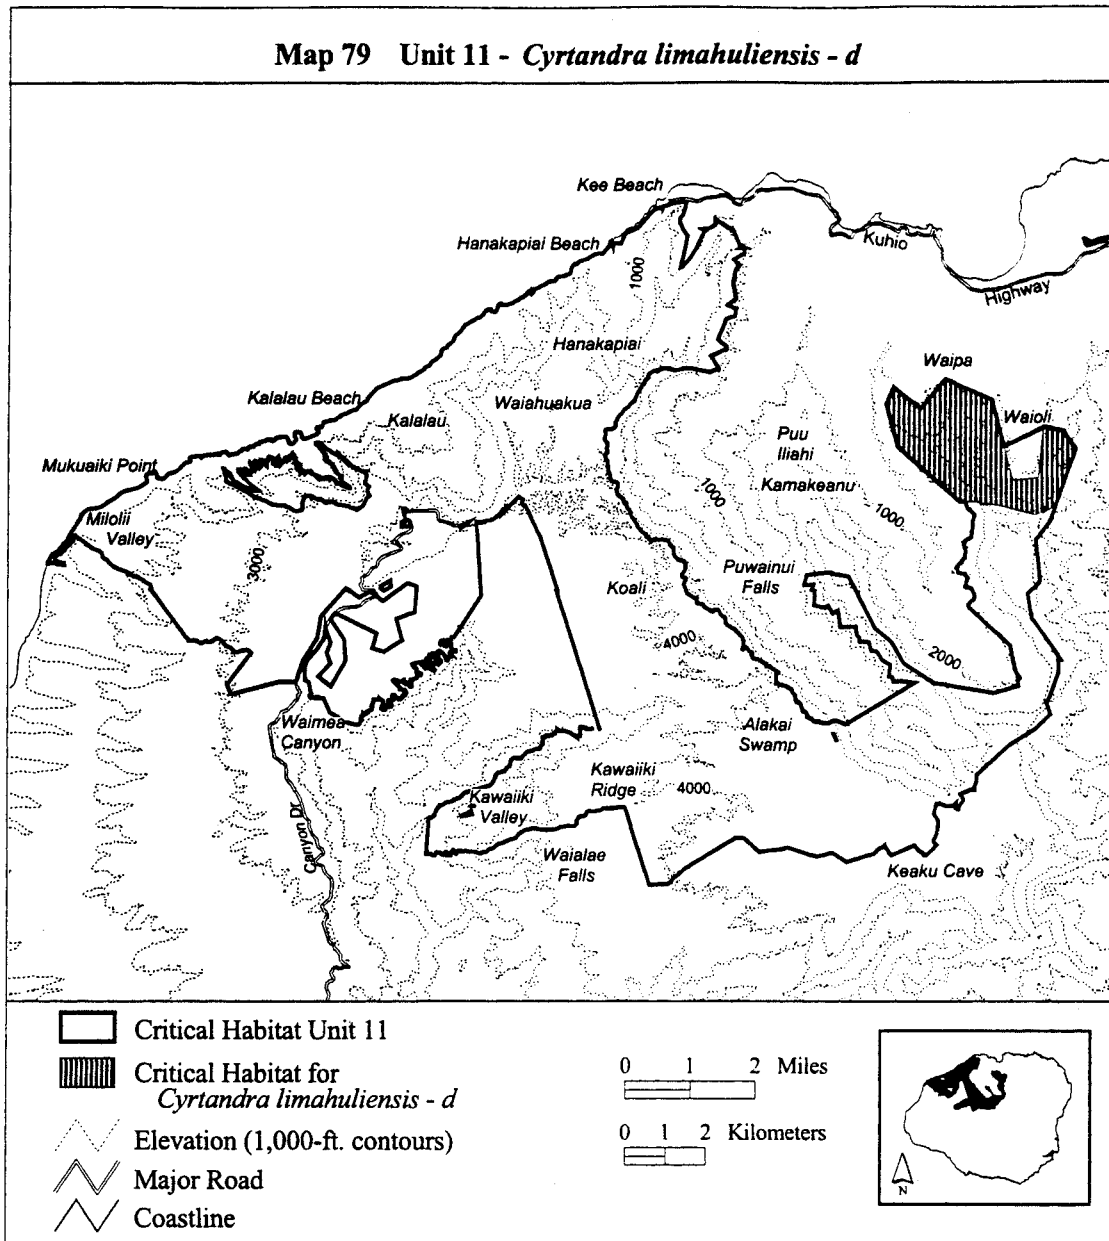 Map 79 Unit 11 - Cyrtandra limahuliensis - d
Kee Beach
Hanakapiai Beach
Kuhio
Highway
1000
Hanakapiai
Waipa
Kalalau Beach
Kalalau
Waiahuakua
Waioli
Puu
Iliahi
Mukuaiki Point
Kamakeanu
1000
1000
Milolii
Valley
3000
Koali
Puwainui
Falls
4000
2000
Waimea
Canyon
Alakai
Swamp
Kawaiiki
Ridge
4000
Kawaiiki
Valley
Canyon Dr
Waialae
Falls
Keaku Cave
Critical Habitat Unit 11
Critical Habitat for
Cyrtandra limahuliensis - d
Elevation (1,000-ft. contours)
Major Road
Coastline
0 1 2 Miles
0 1 2 Kilometers
N